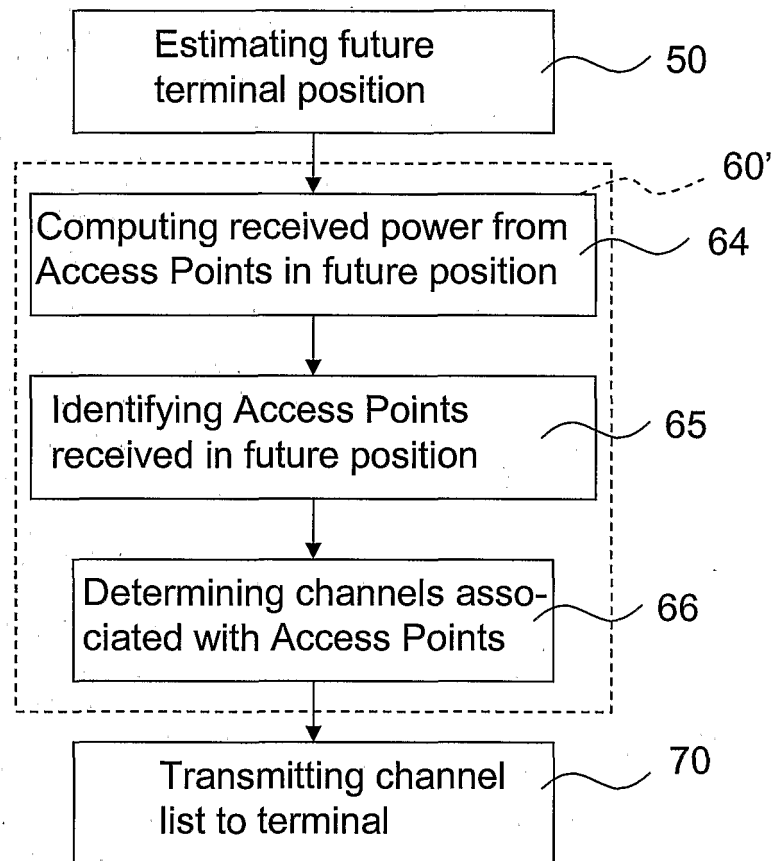 Estimating future
terminal position
50
60’
Computing received power from
Access Points in future position
64
Identifying Access Points
received in future position
65
Determining channels asso-
ciated with Access Points
66
Transmitting channel
list to terminal
70